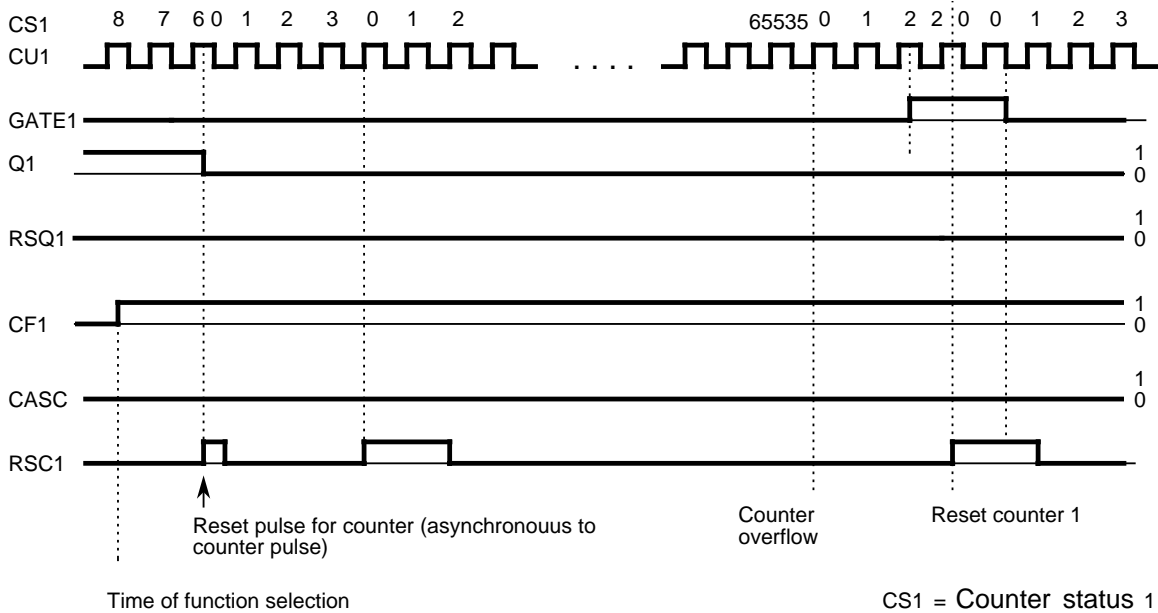 CS1 8 7 6 0 1 2 3 0 1 2 65535 0 1 2 2 0 0 1 2 3
CU1
. . . .
GATE1
Q1 1
0
RSQ1 1
0
CF1 1
0
CASC 1
0
RSC1
Reset pulse for counter (asynchronouus to
counter pulse)
Counter
overflow
Reset counter 1
Time of function selection
CS1 = Counter status 1